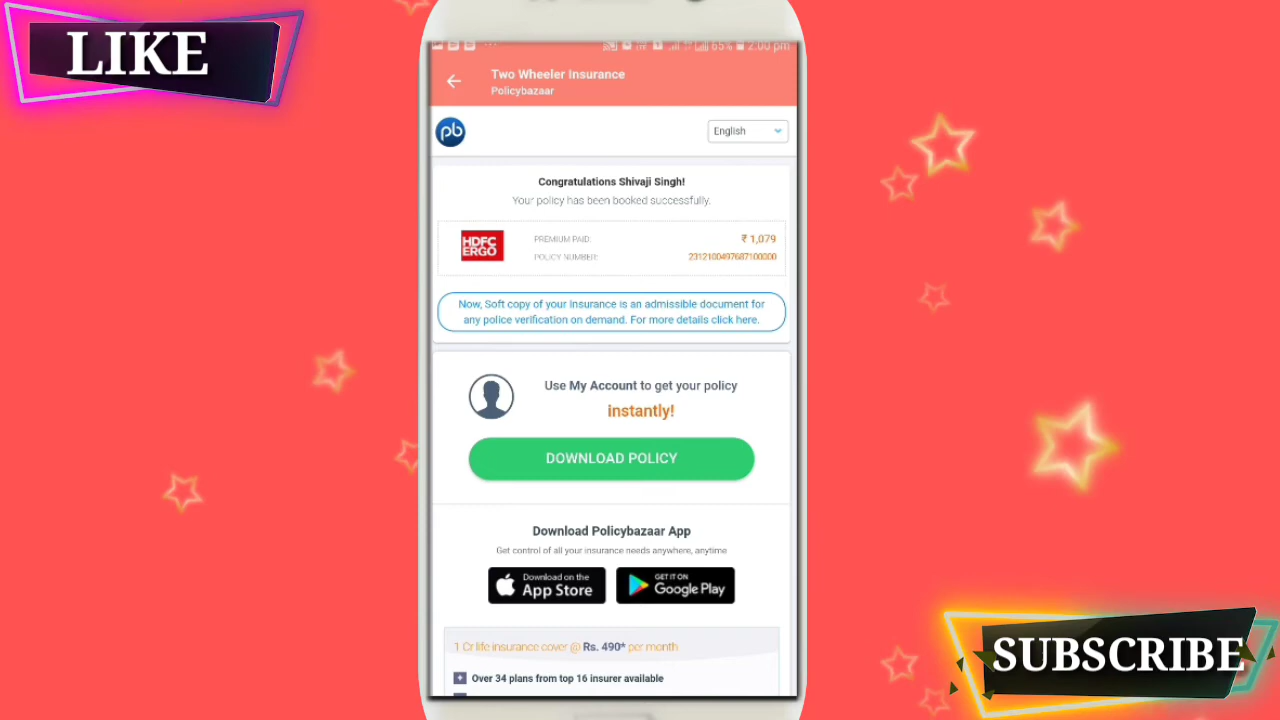 LIKE
65% 2:00 pm
Two Wheeler Insurance
Policybazaar
pb
English
Congratulations Shivaji Singh!
Your policy has been booked successfully.
HDFC
ERGO
PREMIUM PAID: ₹ 1,079
POLICY NUMBER: 2312100497687100000
Now, Soft copy of your insurance is an admissible document for
any police verification on demand. For more details click here.
Use My Account to get your policy
instantly!
DOWNLOAD POLICY
Download Policybazaar App
Get control of all your insurance needs anywhere, anytime
Download on the
App Store
GET IT ON
Google Play
1 Cr life insurance cover @ Rs. 490* per month
+ Over 34 plans from top 16 insurer available
SUBSCRIBE